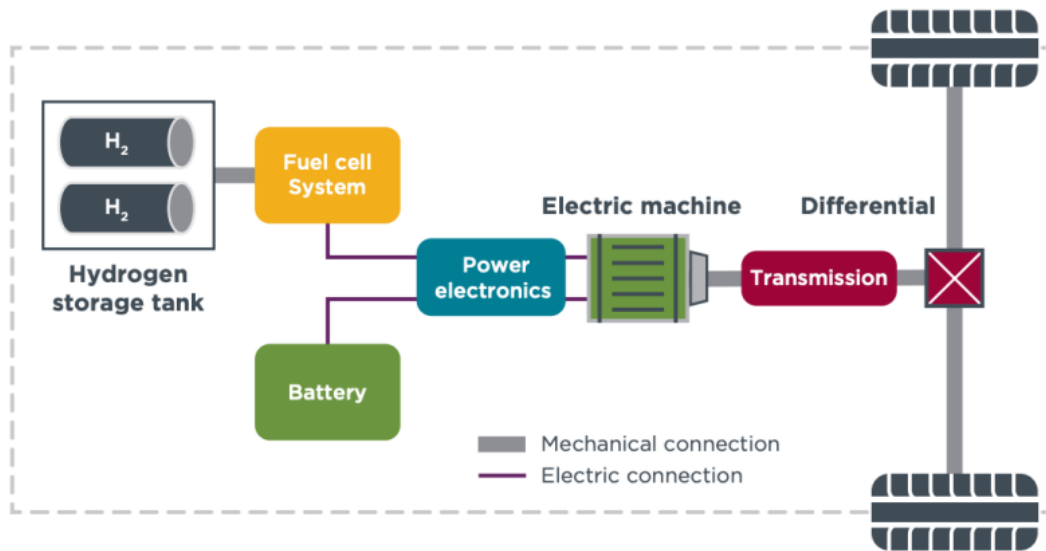 H₂
H₂
Hydrogen
storage tank
Fuel cell
System
Battery
Power
electronics
Electric machine
Transmission
Differential
Mechanical connection
Electric connection